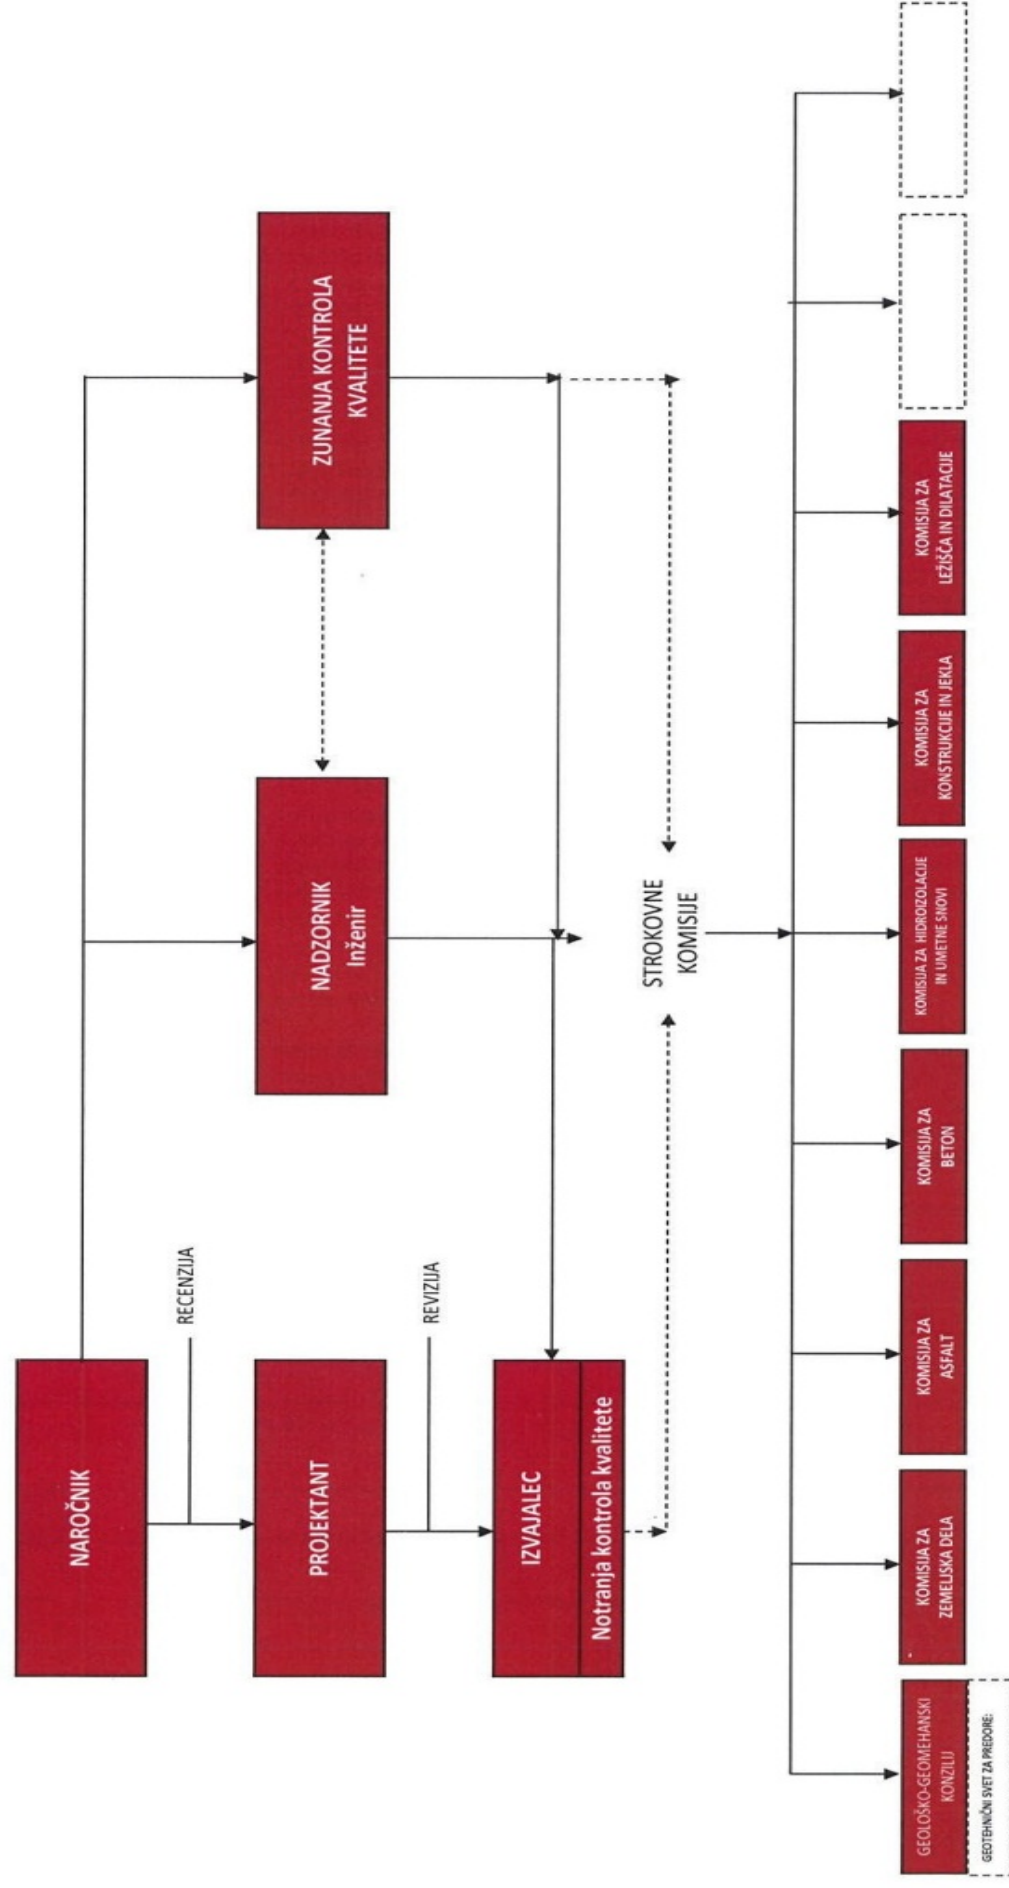 NAROČNIK
RECENZIJA
PROJEKTANT
NADZORNIK
Inženir
ZUNANJA KONTROLA
KVALITETE
REVIZIJA
IZVAJALEC
Notranja kontrola kvalitete
STROKOVNE
KOMISIJE
GEOLOŠKO-GEOMEHANSKI
KONZILIJ
GEOTEHNIČNI SVET ZA PREDORE:
KOMISIJA ZA
ZEMELJSKA DELA
KOMISIJA ZA
ASFALT
KOMISIJA ZA
BETON
KOMISIJA ZA HIDROIZOLACIJE
IN UMETNE SNOVI
KOMISIJA ZA
KONSTRUKCIJE IN JEKLA
KOMISIJA ZA
LEŽIŠČA IN DILATACIJE